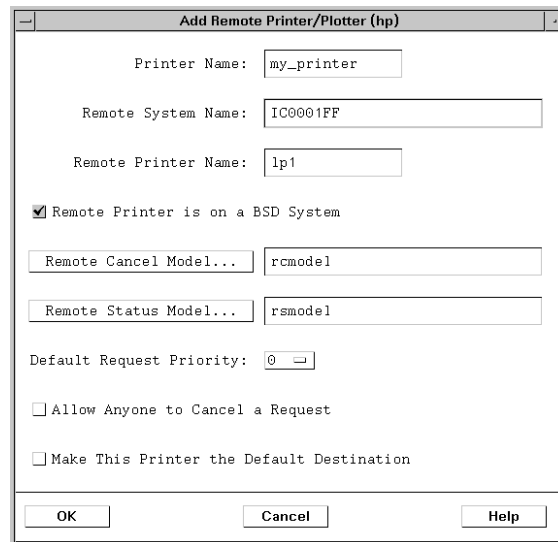 Add Remote Printer/Plotter (hp)
Printer Name: my_printer
Remote System Name: IC0001FF
Remote Printer Name: lp1
Remote Printer is on a BSD System
Remote Cancel Model... rcmodel
Remote Status Model... rsmodel
Default Request Priority: 0
Allow Anyone to Cancel a Request
Make This Printer the Default Destination
OK Cancel Help